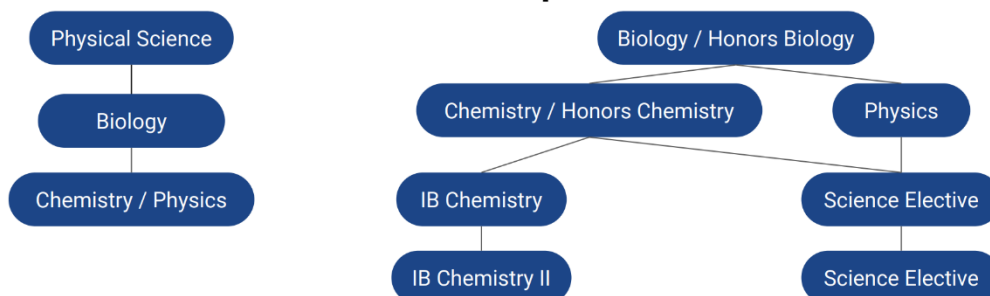 Physical Science
Biology
Chemistry / Physics
Biology / Honors Biology
Chemistry / Honors Chemistry
Physics
IB Chemistry
Science Elective
IB Chemistry II
Science Elective